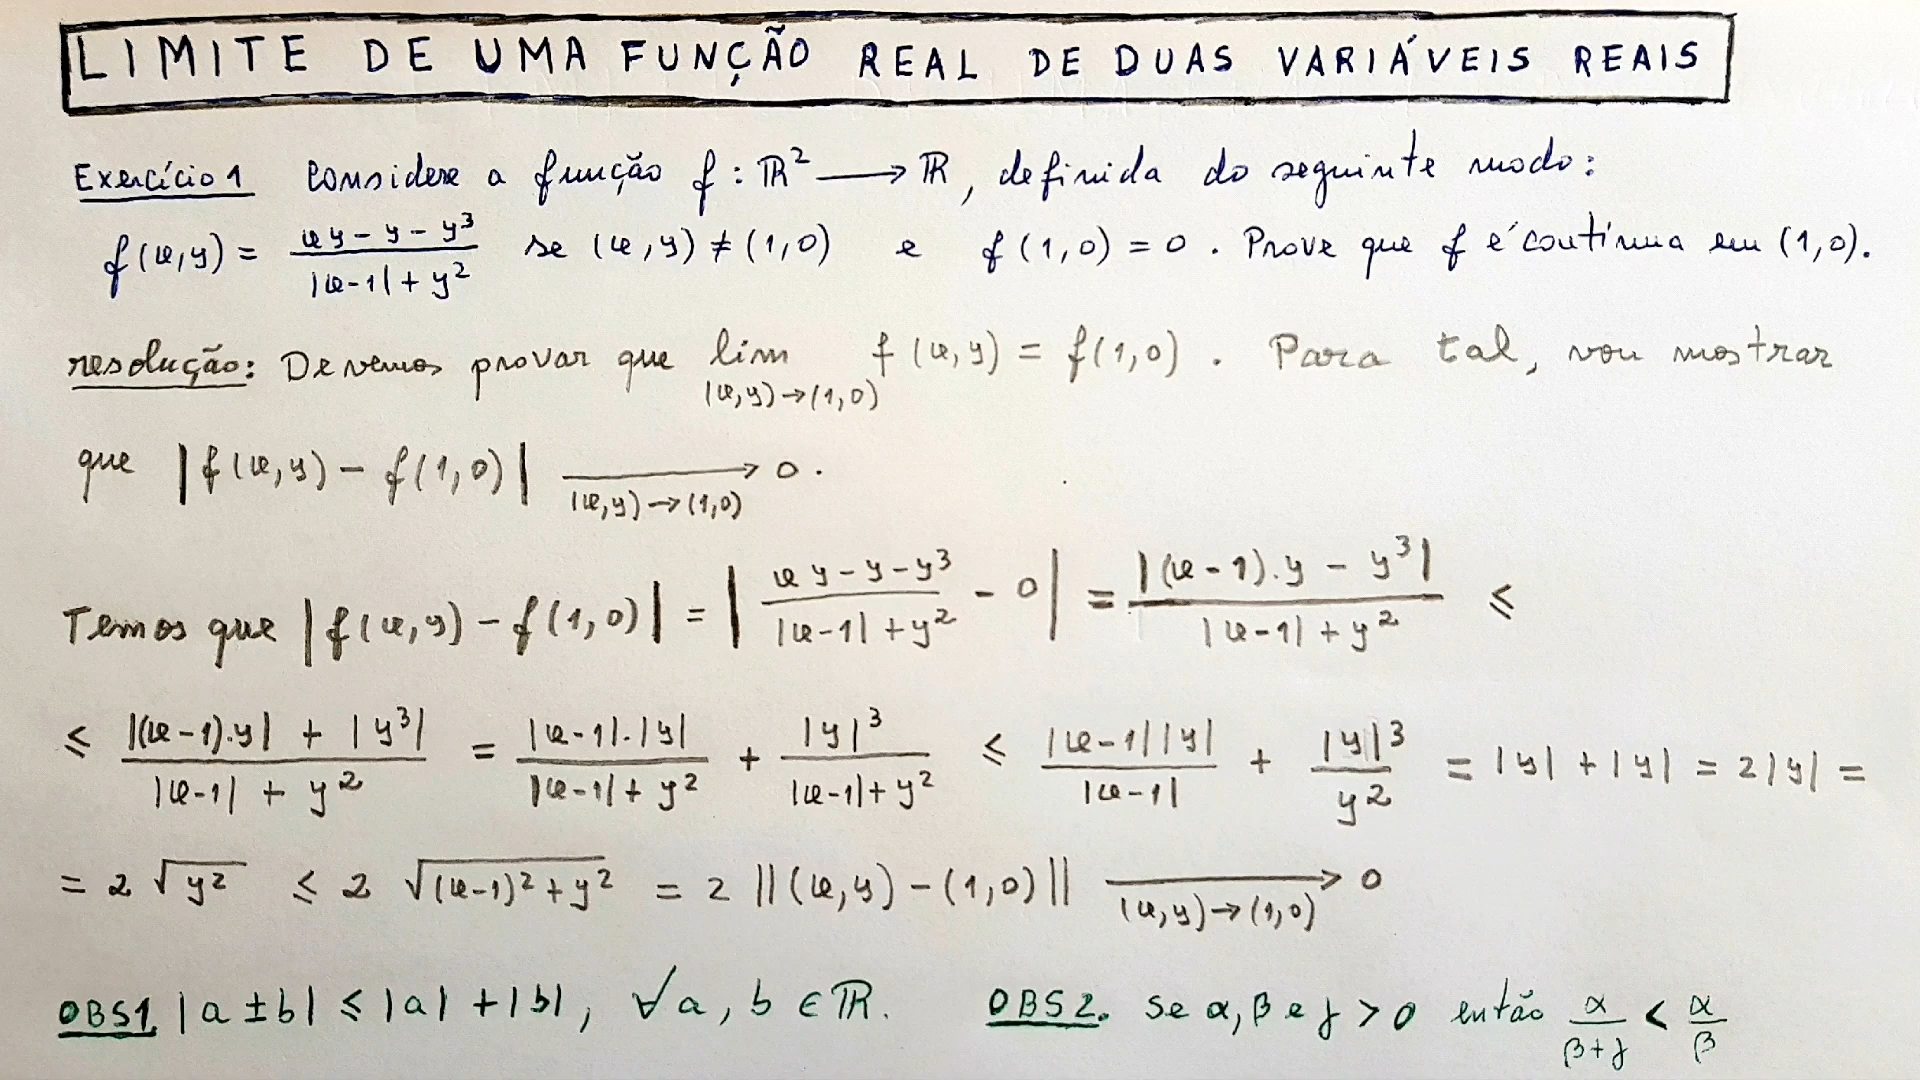 LIMITE DE UMA FUNÇÃO REAL DE DUAS VARIÁVEIS REAIS
Exercício 1 Considere a função f : ℝ² → ℝ, definida do seguinte modo:
f(x,y) = (xy - y - y³)/(|x-1| + y²) se (x,y) ≠ (1,0) e f(1,0) = 0. Prove que f é contínua em (1,0).
resolução: Devemos provar que lim_{(x,y)→(1,0)} f(x,y) = f(1,0). Para tal, vou mostrar
que |f(x,y) - f(1,0)| →_{(x,y)→(1,0)} 0.
Temos que |f(x,y) - f(1,0)| = |(xy - y - y³)/(|x-1| + y²) - 0| = |(x-1).y - y³|/(|x-1| + y²) ≤
≤ (|(x-1).y| + |y³|)/(|x-1| + y²) = (|x-1|.|y|)/(|x-1| + y²) + |y|³/(|x-1| + y²) ≤ (|x-1||y|)/|x-1| + |y|³/y² = |y| + |y| = 2|y| =
= 2√(y²) ≤ 2√((x-1)² + y²) = 2||(x,y) - (1,0)|| →_{(x,y)→(1,0)} 0
OBS1. |a ± b| ≤ |a| + |b|, ∀a, b ∈ ℝ. OBS2. Se α, β e γ > 0 então α/(β+γ) < α/β